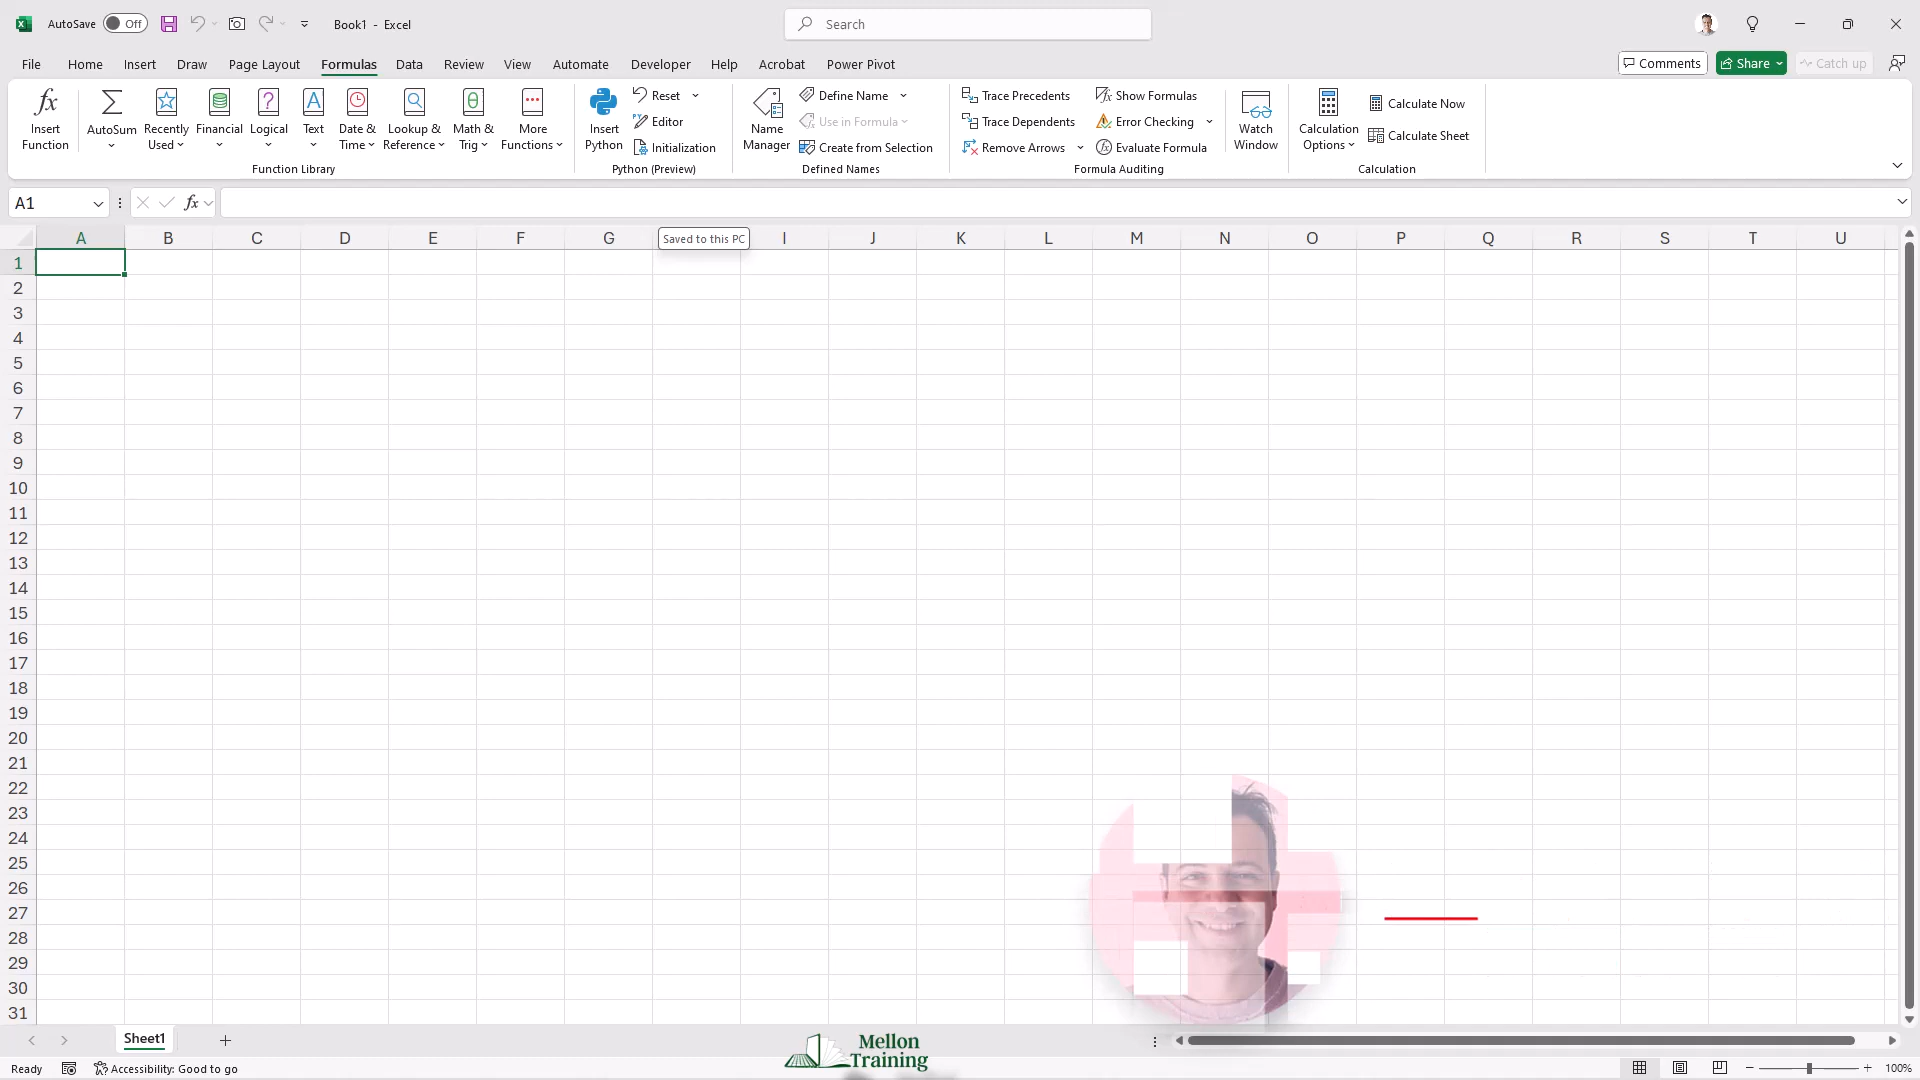 AutoSave Off Book1 - Excel Search
File Home Insert Draw Page Layout Formulas Data Review View Automate Developer Help Acrobat Power Pivot Comments Share Catch up
Insert Function AutoSum Recently Used Financial Logical Text Date & Time Lookup & Reference Math & Trig More Functions
Function Library
Insert Python Reset Editor Initialization
Python (Preview)
Name Manager Define Name Use in Formula Create from Selection
Defined Names
Trace Precedents Show Formulas
Trace Dependents Error Checking
Remove Arrows Evaluate Formula
Formula Auditing
Watch Window
Calculation Options Calculate Now Calculate Sheet
Calculation
A1 fx
Saved to this PC
A B C D E F G I J K L M N O P Q R S T U
1
2
3
4
5
6
7
8
9
10
11
12
13
14
15
16
17
18
19
20
21
22
23
24
25
26
27
28
29
30
31
Sheet1
Mellon
Training
Ready Accessibility: Good to go 100%